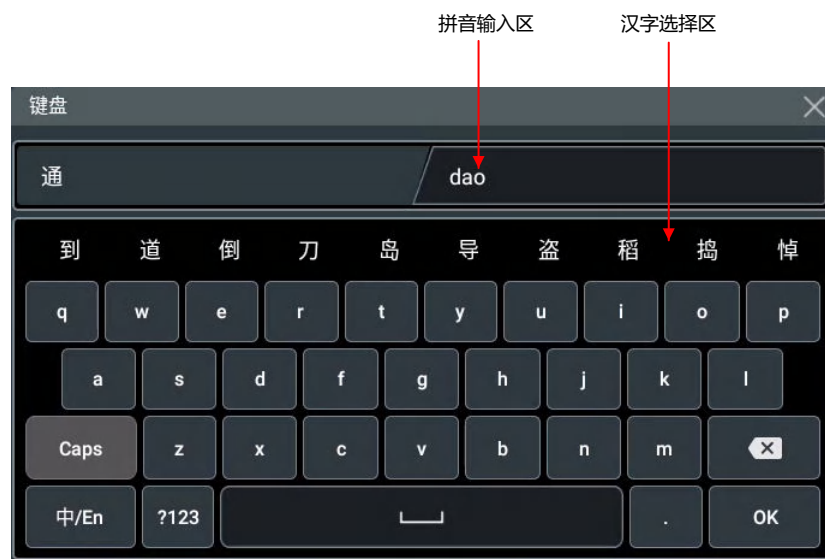 拼音输入区 汉字选择区
键盘
通 dao
到 道 倒 刀 岛 导 盗 稻 捣 悼
q w e r t y u i o p
a s d f g h j k l
Caps z x c v b n m
中/En ?123 . OK